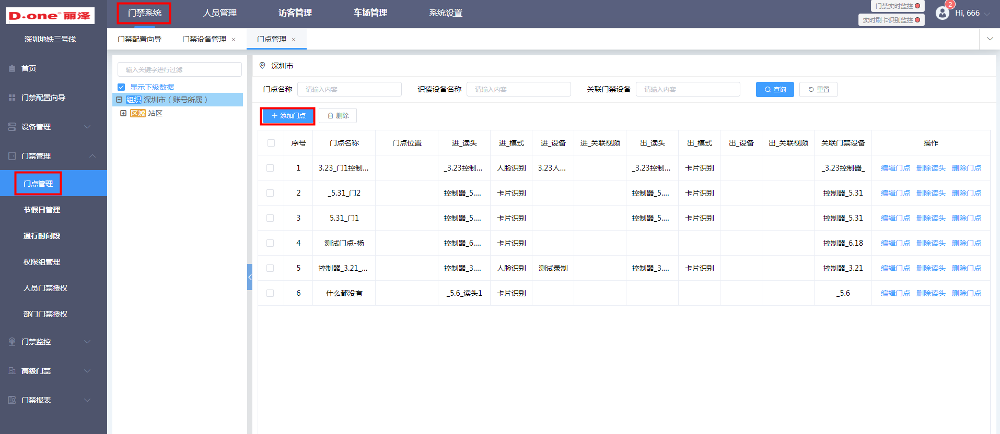 D-one® 丽泽
深圳地铁三号线
首页
门禁配置向导
设备管理
门禁管理
门点管理
节假日管理
通行时间段
权限组管理
人员门禁授权
部门门禁授权
门禁监控
高级门禁
门禁报表
门禁系统 人员管理 访客管理 车场管理 系统设置
门禁实时监控
实时刷卡识别监控
2
Hi, 666
门禁配置向导 门禁设备管理 × 门点管理 ×
输入关键字进行过滤
显示下级数据
组织 深圳市（账号所属）
区域 站区
深圳市
门点名称 请输入内容 识读设备名称 请输入内容 关联门禁设备 请输入内容 查询 重置
+ 添加门点 删除
序号 门点名称 门点位置 进_读头 进_模式 进_设备 进_关联视频 出_读头 出_模式 出_设备 出_关联视频 关联门禁设备 操作
1 3.23_门1控制... _3.23控制... 人脸识别 3.23人... _3.23控制... 卡片识别 _3.23控制器_ 编辑门点 删除读头 删除门点
2 _5.31_门2 控制器_5.... 卡片识别 控制器_5.... 卡片识别 控制器_5.31 编辑门点 删除读头 删除门点
3 5.31_门1 控制器_5.... 卡片识别 控制器_5.... 卡片识别 控制器_5.31 编辑门点 删除读头 删除门点
4 测试门点-杨 控制器_6.... 卡片识别 控制器_6.18 编辑门点 删除读头 删除门点
5 控制器_3.21_... 控制器_3.... 人脸识别 测试录制 控制器_3.... 卡片识别 控制器_3.21 编辑门点 删除读头 删除门点
6 什么都没有 _5.6_读头1 卡片识别 _5.6 编辑门点 删除读头 删除门点